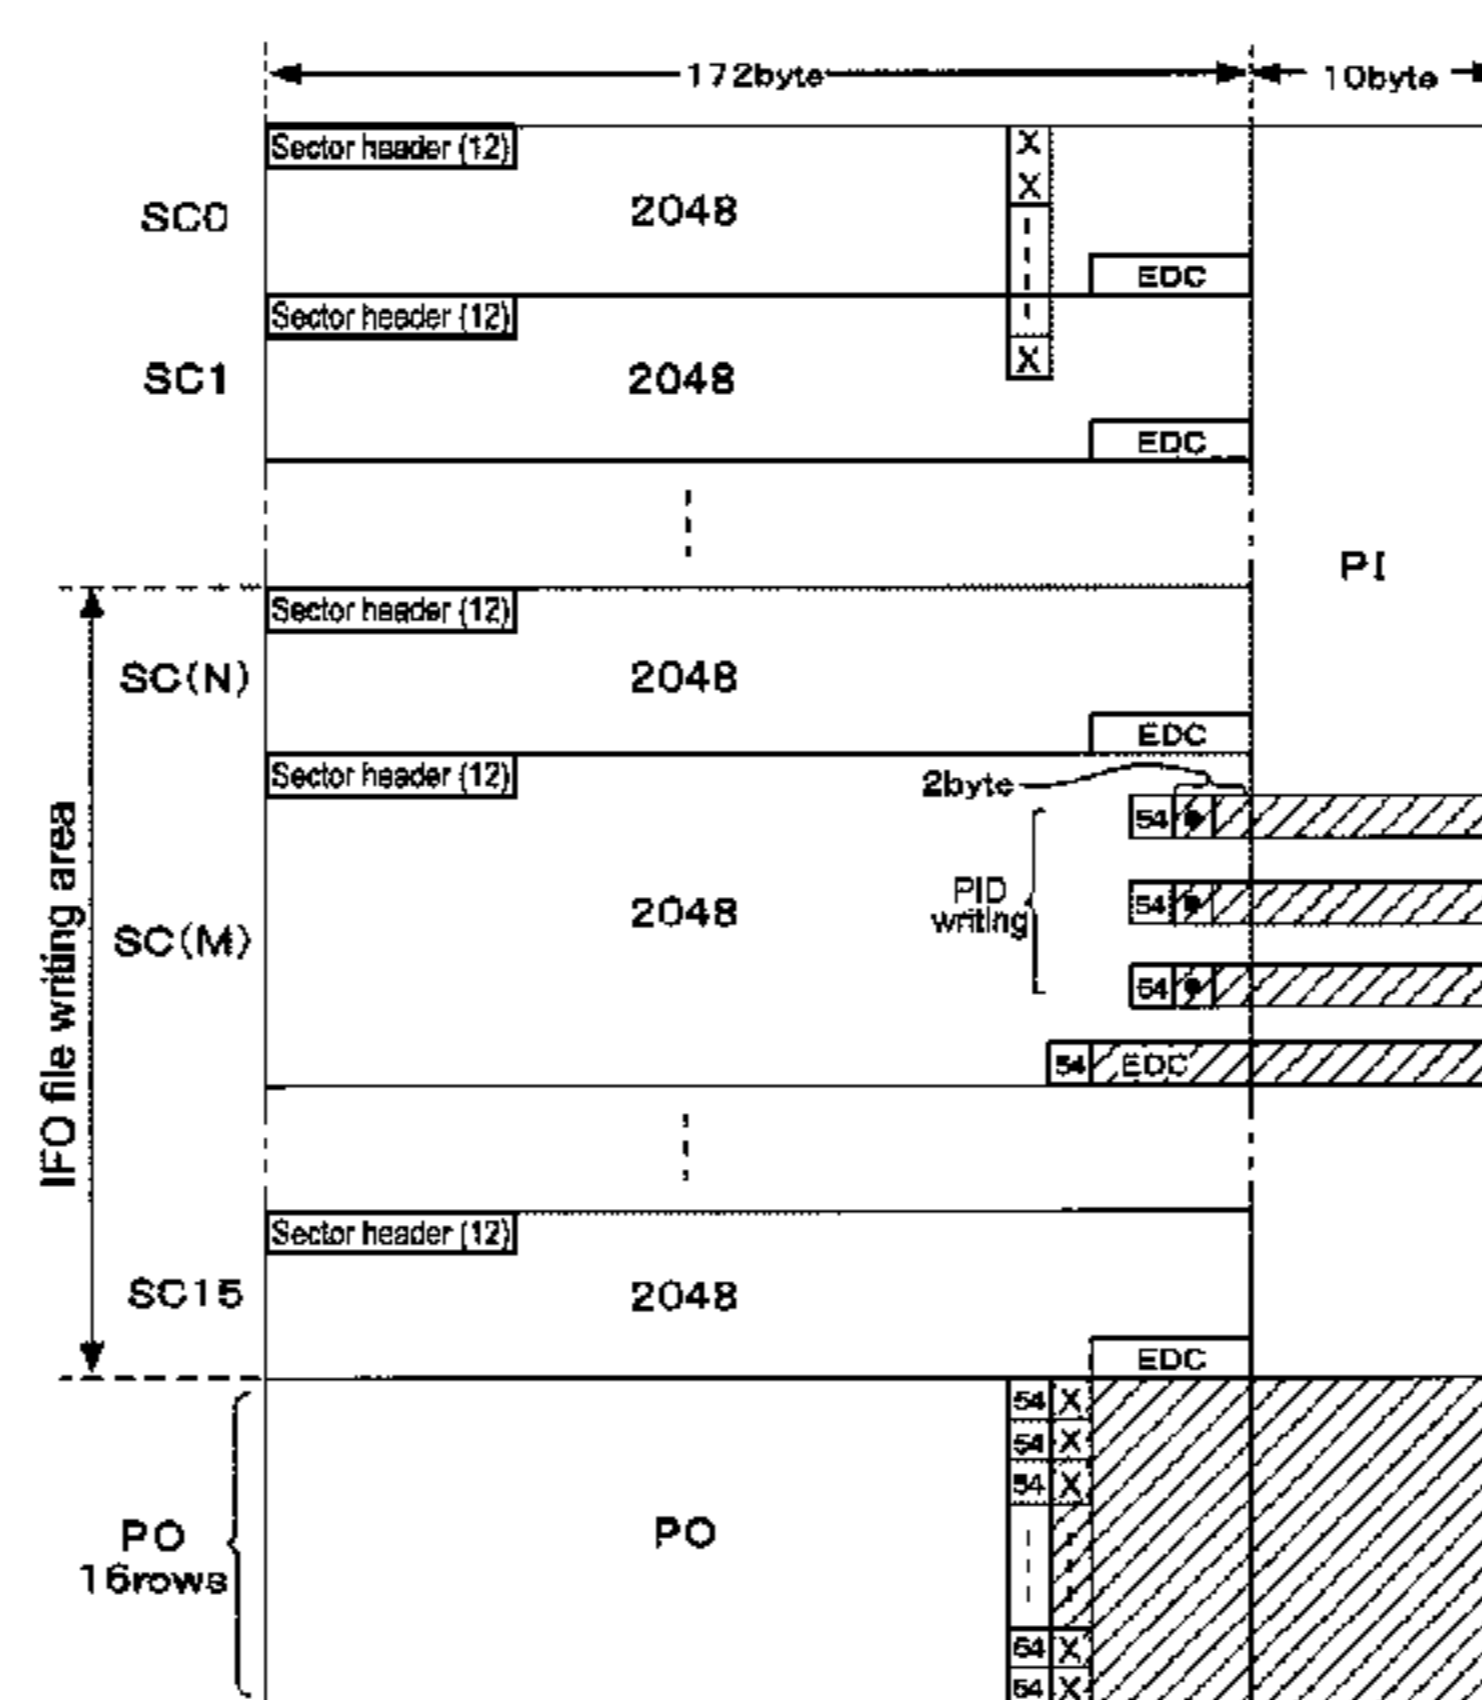 172byte 10byte
Sector header (12) X
X
SC0 2048
EDC
Sector header (12)
X
SC1 2048
EDC
PI
Sector header (12)
SC(N) 2048
EDC
Sector header (12)
2byte
54
PID
writing
54
SC(M) 2048
54
54 EDC
IFO file writing area
Sector header (12)
SC15 2048
EDC
54 X
54 X
54 X
PO
16rows
PO
54 X
54 X